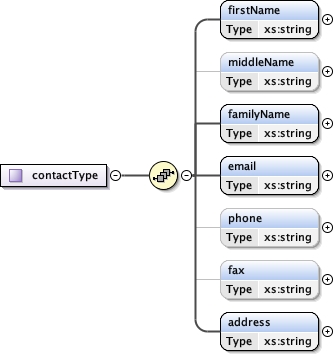 firstName
Type xs:string
middleName
Type xs:string
familyName
Type xs:string
contactType
email
Type xs:string
phone
Type xs:string
fax
Type xs:string
address
Type xs:string